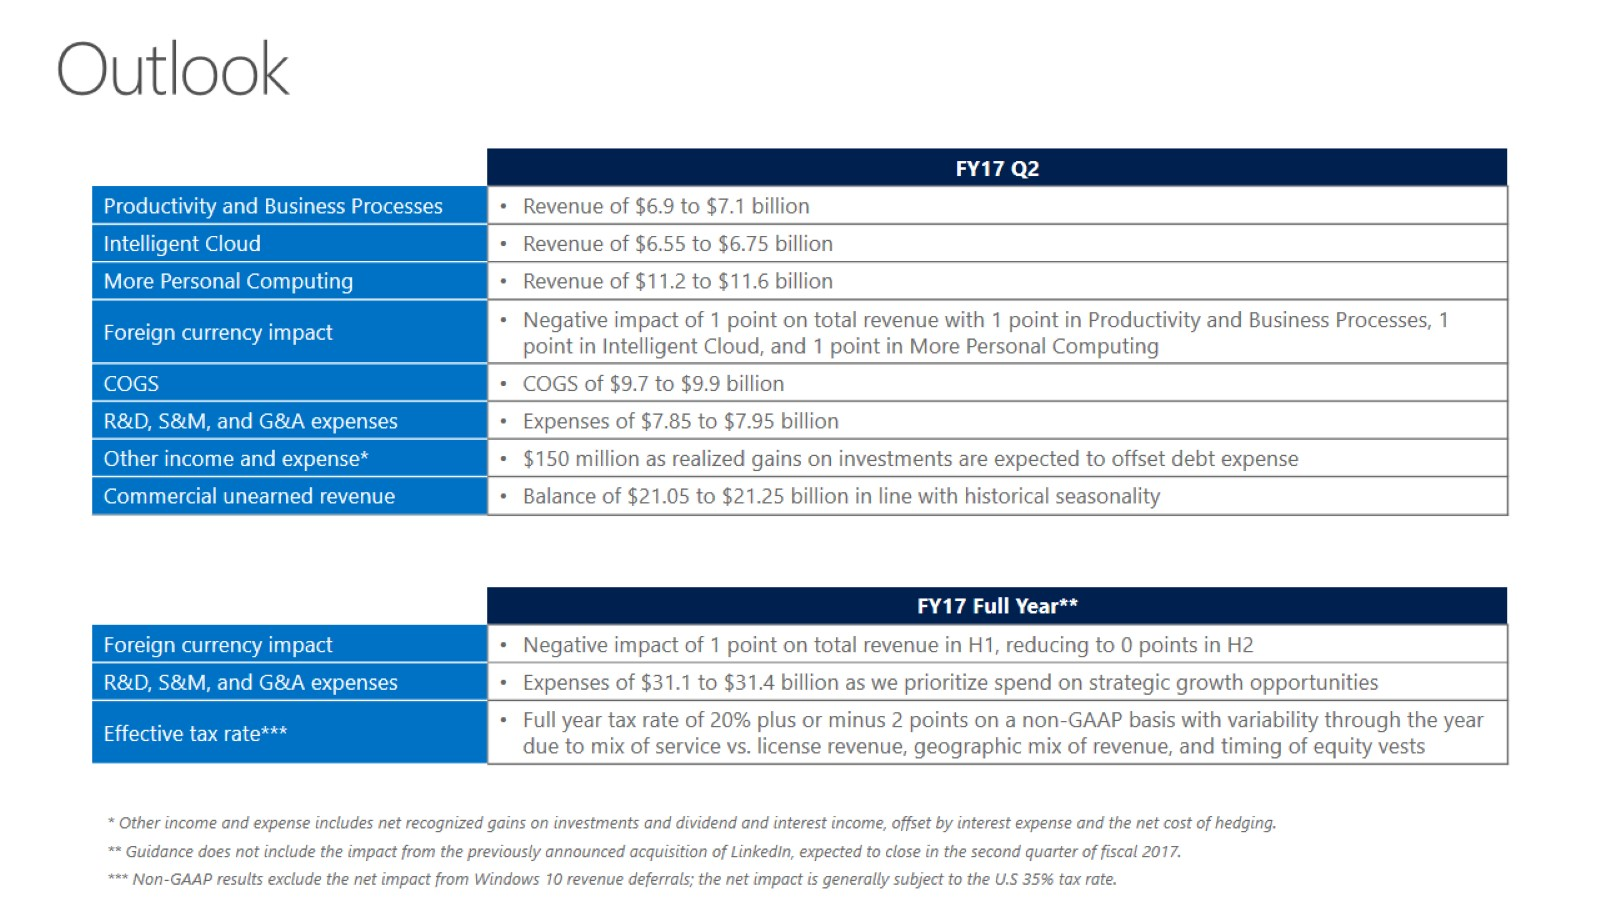 Outlook
FY17 Q2
Productivity and Business Processes
• Revenue of $6.9 to $7.1 billion
Intelligent Cloud
• Revenue of $6.55 to $6.75 billion
More Personal Computing
• Revenue of $11.2 to $11.6 billion
Foreign currency impact
• Negative impact of 1 point on total revenue with 1 point in Productivity and Business Processes, 1
point in Intelligent Cloud, and 1 point in More Personal Computing
COGS
• COGS of $9.7 to $9.9 billion
R&D, S&M, and G&A expenses
• Expenses of $7.85 to $7.95 billion
Other income and expense*
• $150 million as realized gains on investments are expected to offset debt expense
Commercial unearned revenue
• Balance of $21.05 to $21.25 billion in line with historical seasonality
FY17 Full Year**
Foreign currency impact
• Negative impact of 1 point on total revenue in H1, reducing to 0 points in H2
R&D, S&M, and G&A expenses
• Expenses of $31.1 to $31.4 billion as we prioritize spend on strategic growth opportunities
Effective tax rate***
• Full year tax rate of 20% plus or minus 2 points on a non-GAAP basis with variability through the year
due to mix of service vs. license revenue, geographic mix of revenue, and timing of equity vests
* Other income and expense includes net recognized gains on investments and dividend and interest income, offset by interest expense and the net cost of hedging.
** Guidance does not include the impact from the previously announced acquisition of LinkedIn, expected to close in the second quarter of fiscal 2017.
*** Non-GAAP results exclude the net impact from Windows 10 revenue deferrals; the net impact is generally subject to the U.S 35% tax rate.